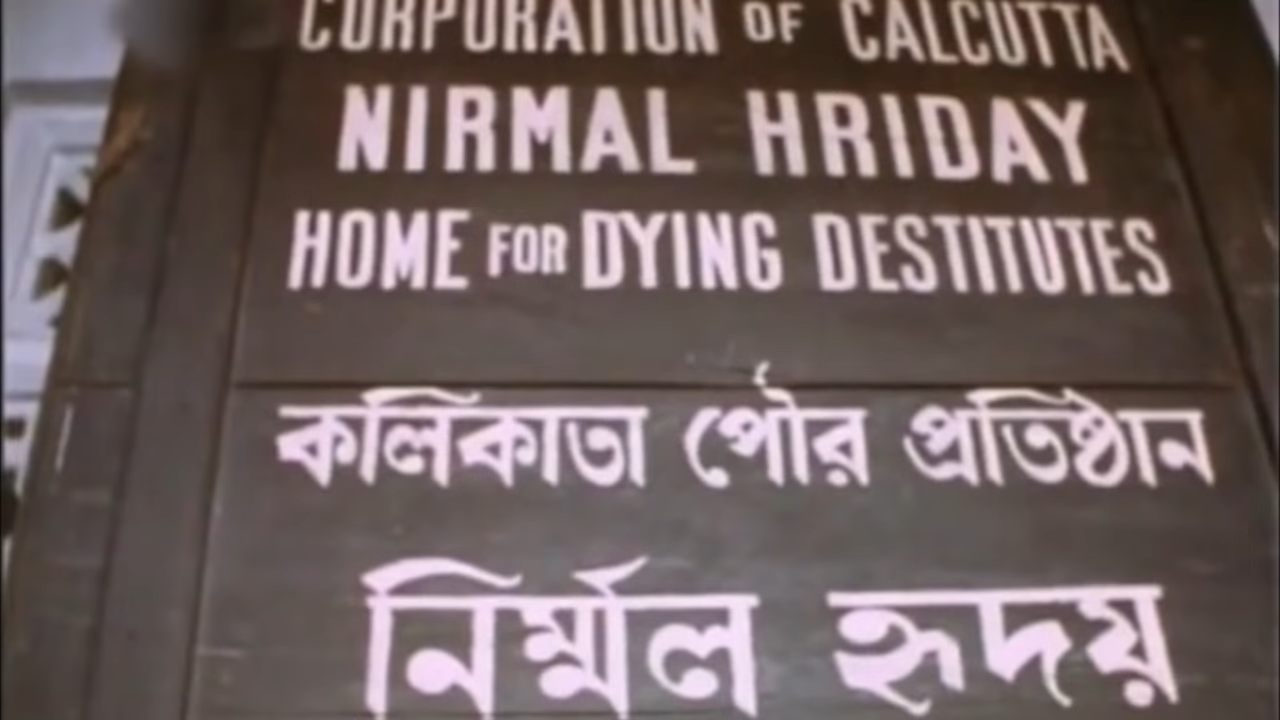 CORPORATION OF CALCUTTA
NIRMAL HRIDAY
HOME FOR DYING DESTITUTES
কলিকাতা পৌর প্রতিষ্ঠান
নির্ম্মল হৃদয়